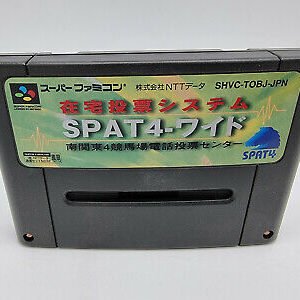 スーパーファミコン 株式会社NTTデータ SHVC-TOBJ-JPN
在宅投票システム
SPAT4-ワイド
南関東4競馬場電話投票センター
SPAT4